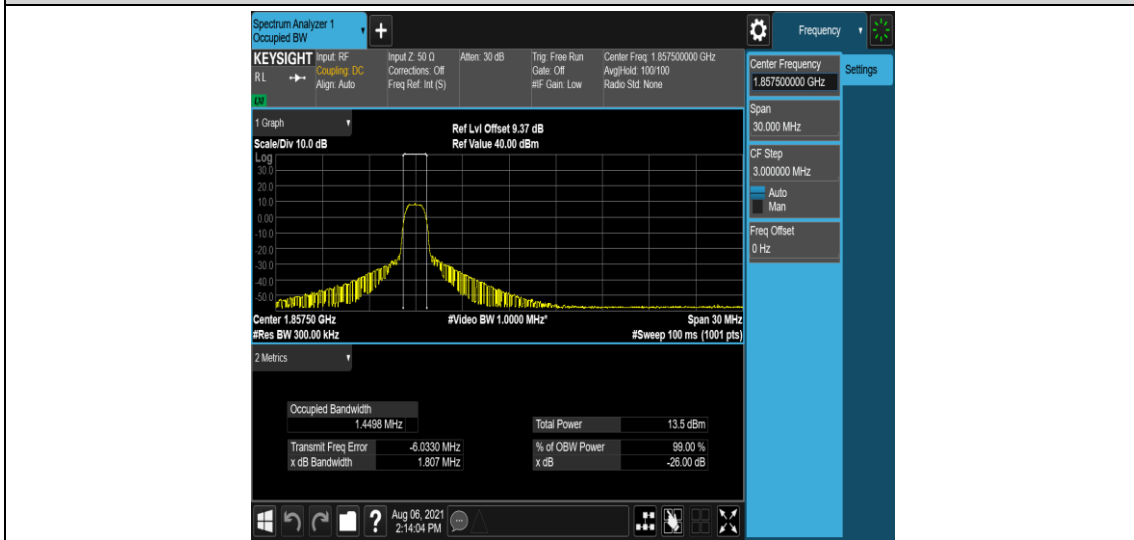 Spectrum Analyzer 1
Occupied BW
+
Frequency
KEYSIGHT
RL
Input: RF
Coupling: DC
Align: Auto
Input Z: 50 Ω
Corrections: Off
Freq Ref: Int (S)
Atten: 30 dB
Trig: Free Run
Gate: Off
#IF Gain: Low
Center Freq: 1.857500000 GHz
Avg|Hold: 100/100
Radio Std: None
Center Frequency
1.857500000 GHz
Settings
Span
30.000 MHz
CF Step
3.000000 MHz
Auto
Man
Freq Offset
0 Hz
1 Graph
Ref Lvl Offset 9.37 dB
Scale/Div 10.0 dB
Ref Value 40.00 dBm
Log
30.0
20.0
10.0
0.00
-10.0
-20.0
-30.0
-40.0
-50.0
Center 1.85750 GHz
#Video BW 1.0000 MHz*
Span 30 MHz
#Res BW 300.00 kHz
#Sweep 100 ms (1001 pts)
2 Metrics
Occupied Bandwidth
1.4498 MHz
Total Power 13.5 dBm
Transmit Freq Error -6.0330 MHz
% of OBW Power 99.00 %
x dB Bandwidth 1.807 MHz
x dB -26.00 dB
?
Aug 06, 2021
2:14:04 PM